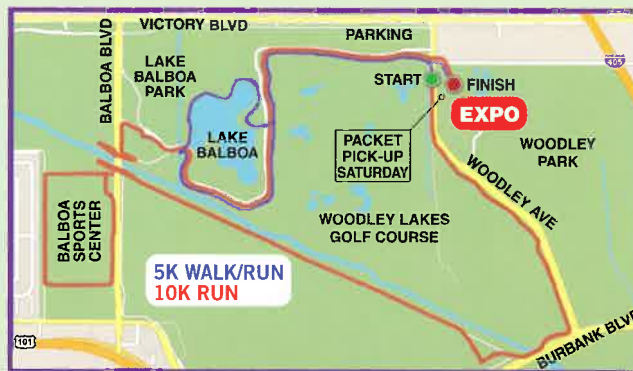 VICTORY BLVD
PARKING
405
BALBOA BLVD
LAKE
BALBOA
PARK
START
FINISH
EXPO
LAKE
BALBOA
PACKET
PICK-UP
SATURDAY
WOODLEY
PARK
WOODLEY AVE
BALBOA
SPORTS
CENTER
WOODLEY LAKES
GOLF COURSE
5K WALK/RUN
10K RUN
101
BURBANK BLVD